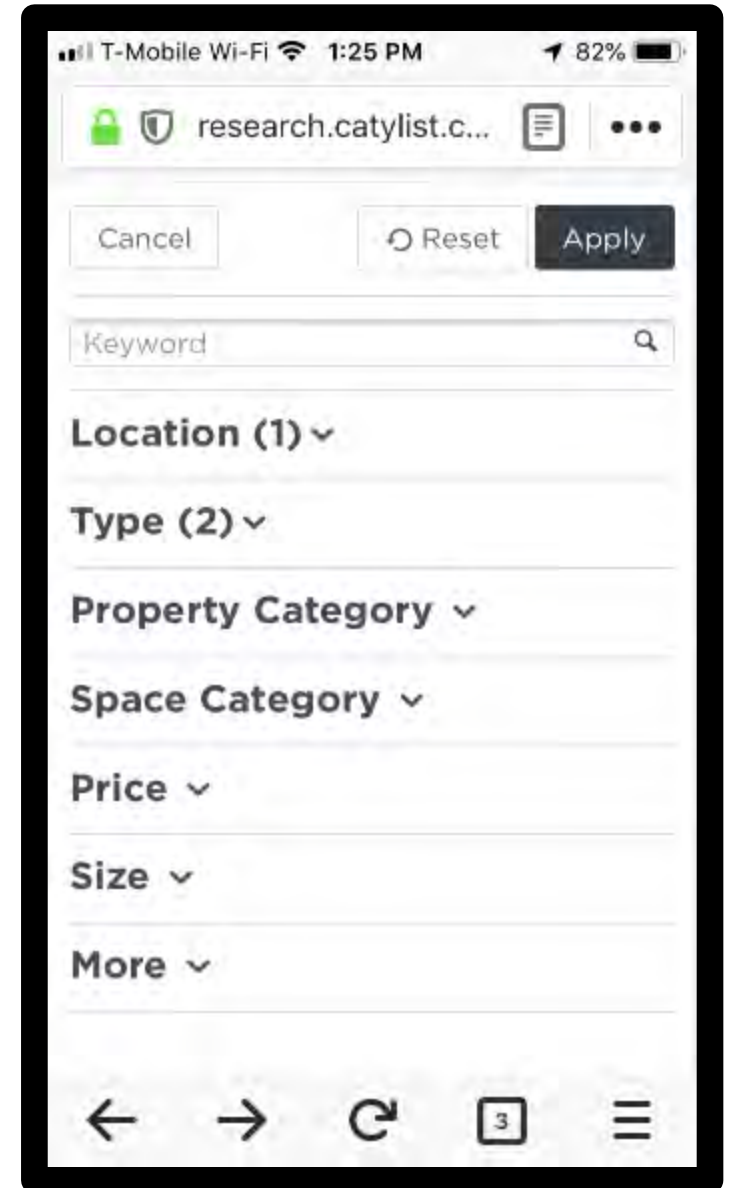 T-Mobile Wi-Fi 1:25 PM 82%
research.catylist.c...
Cancel Reset Apply
Keyword
Location (1)
Type (2)
Property Category
Space Category
Price
Size
More
3